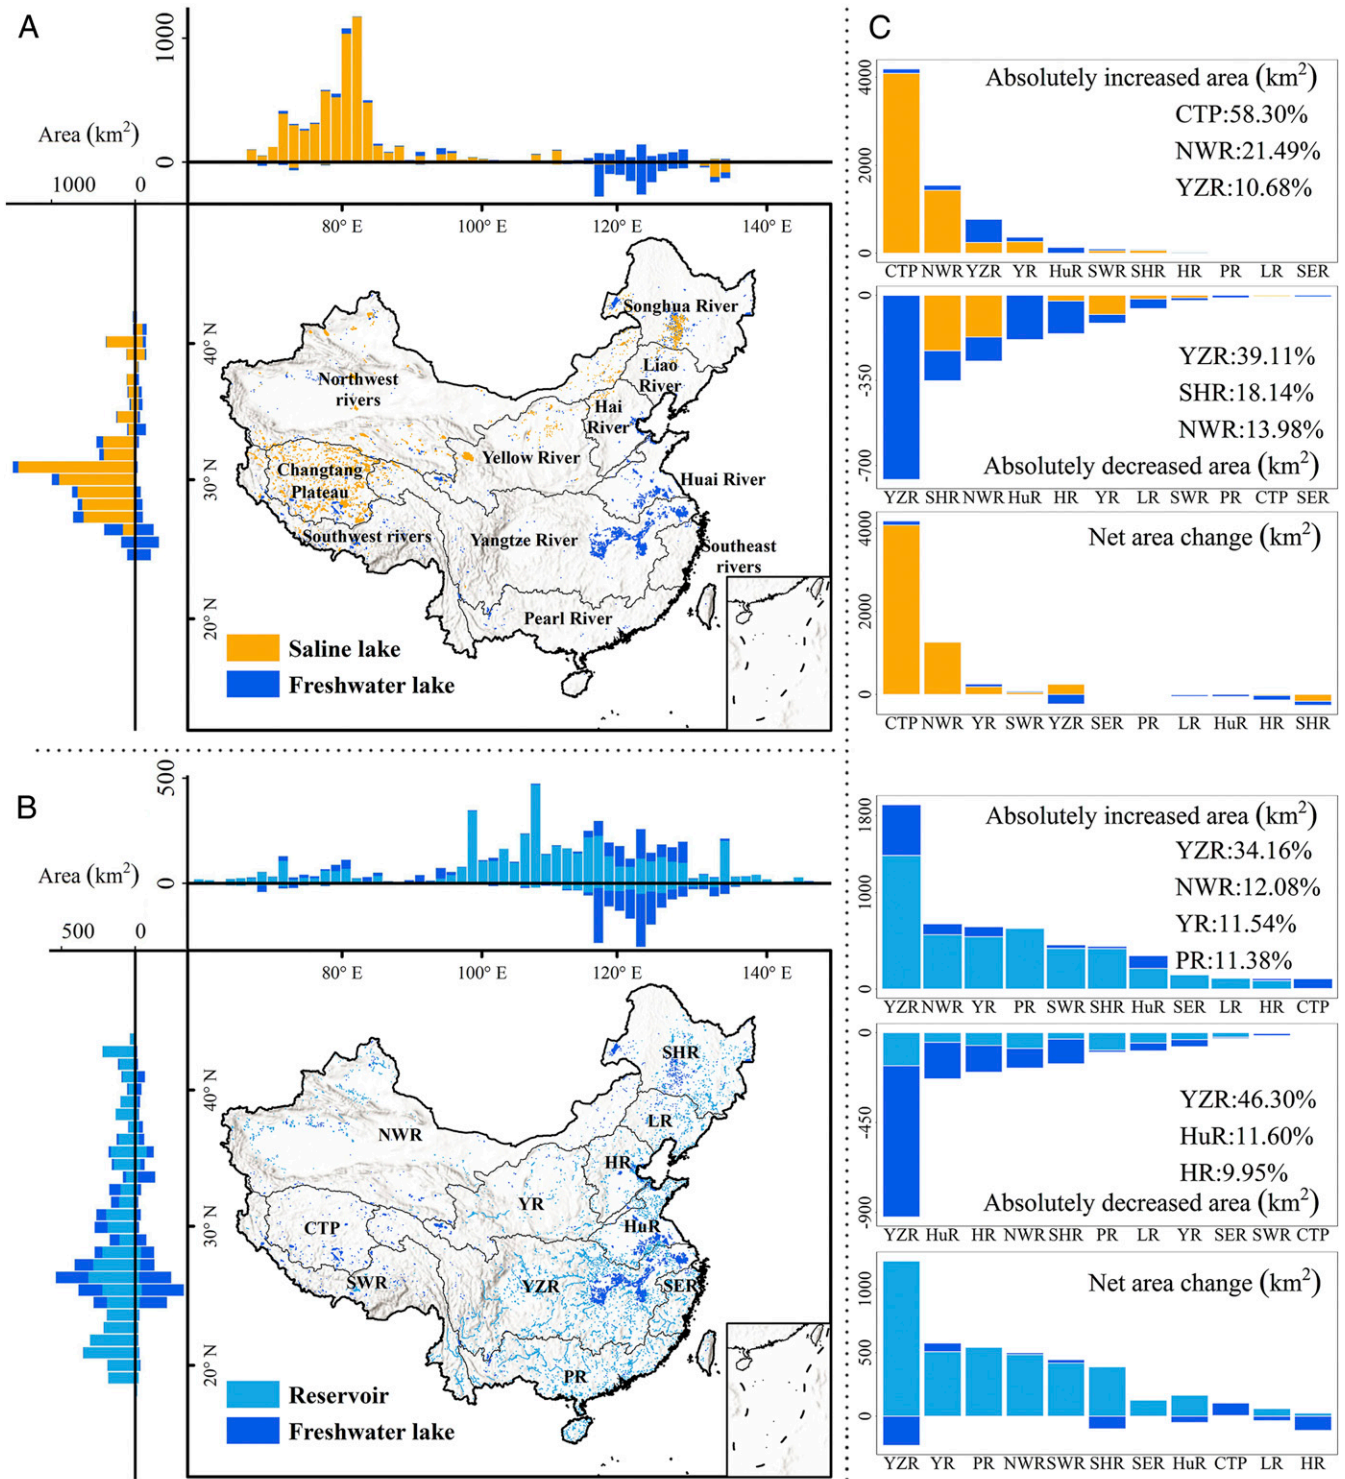 A
1000
Area (km²)
0
1000 0
80° E 100° E 120° E 140° E
40° N
30° N
20° N
Songhua River
Northwest
rivers
Liao
River
Hai
River
Yellow River
Changtang
Plateau
Huai River
Southwest rivers
Yangtze River
Southeast
rivers
Pearl River
Saline lake
Freshwater lake
B
500
Area (km²)
0
500 0
80° E 100° E 120° E 140° E
40° N
30° N
20° N
SHR
NWR
LR
HR
YR
CTP
HuR
SWR
YZR
SER
PR
Reservoir
Freshwater lake
C
4000
2000
0
Absolutely increased area (km²)
CTP:58.30%
NWR:21.49%
YZR:10.68%
CTP NWR YZR YR HuR SWR SHR HR PR LR SER
0
-350
-700
YZR:39.11%
SHR:18.14%
NWR:13.98%
Absolutely decreased area (km²)
YZR SHR NWR HuR HR YR LR SWR PR CTP SER
4000
2000
0
Net area change (km²)
CTP NWR YR SWR YZR SER PR LR HuR HR SHR
1800
1000
0
Absolutely increased area (km²)
YZR:34.16%
NWR:12.08%
YR:11.54%
PR:11.38%
YZR NWR YR PR SWR SHR HuR SER LR HR CTP
0
-450
-900
YZR:46.30%
HuR:11.60%
HR:9.95%
Absolutely decreased area (km²)
YZR HuR HR NWR SHR PR LR YR SER SWR CTP
1000
500
0
Net area change (km²)
YZR YR PR NWR SWR SHR SER HuR CTP LR HR